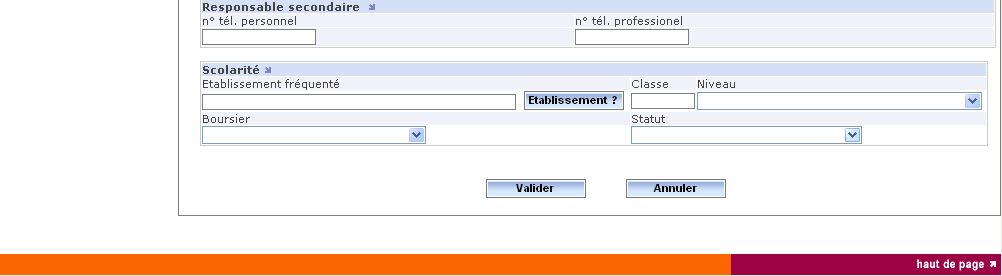 Responsable secondaire
n° tél. personnel n° tél. professionel
Scolarité
Etablissement fréquenté Classe Niveau
Etablissement ?
Boursier Statut
Valider Annuler
haut de page